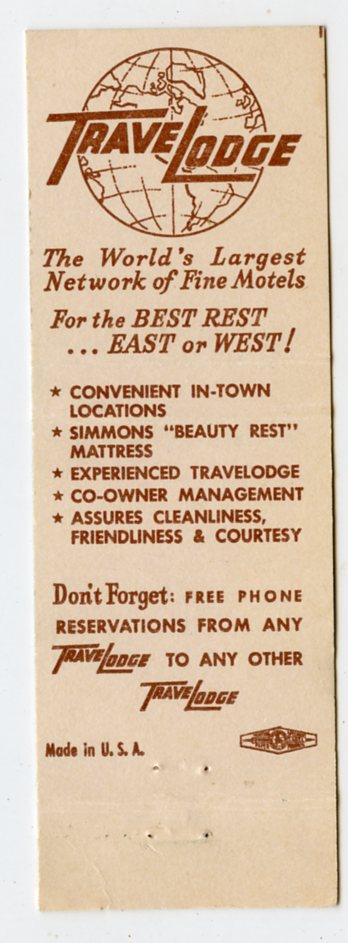 TRAVELODGE
The World's Largest
Network of Fine Motels
For the BEST REST
... EAST or WEST!
★ CONVENIENT IN-TOWN
LOCATIONS
★ SIMMONS "BEAUTY REST"
MATTRESS
★ EXPERIENCED TRAVELODGE
★ CO-OWNER MANAGEMENT
★ ASSURES CLEANLINESS,
FRIENDLINESS & COURTESY
Don't Forget: FREE PHONE
RESERVATIONS FROM ANY
TRAVELODGE TO ANY OTHER
TRAVELODGE
Made in U. S. A.